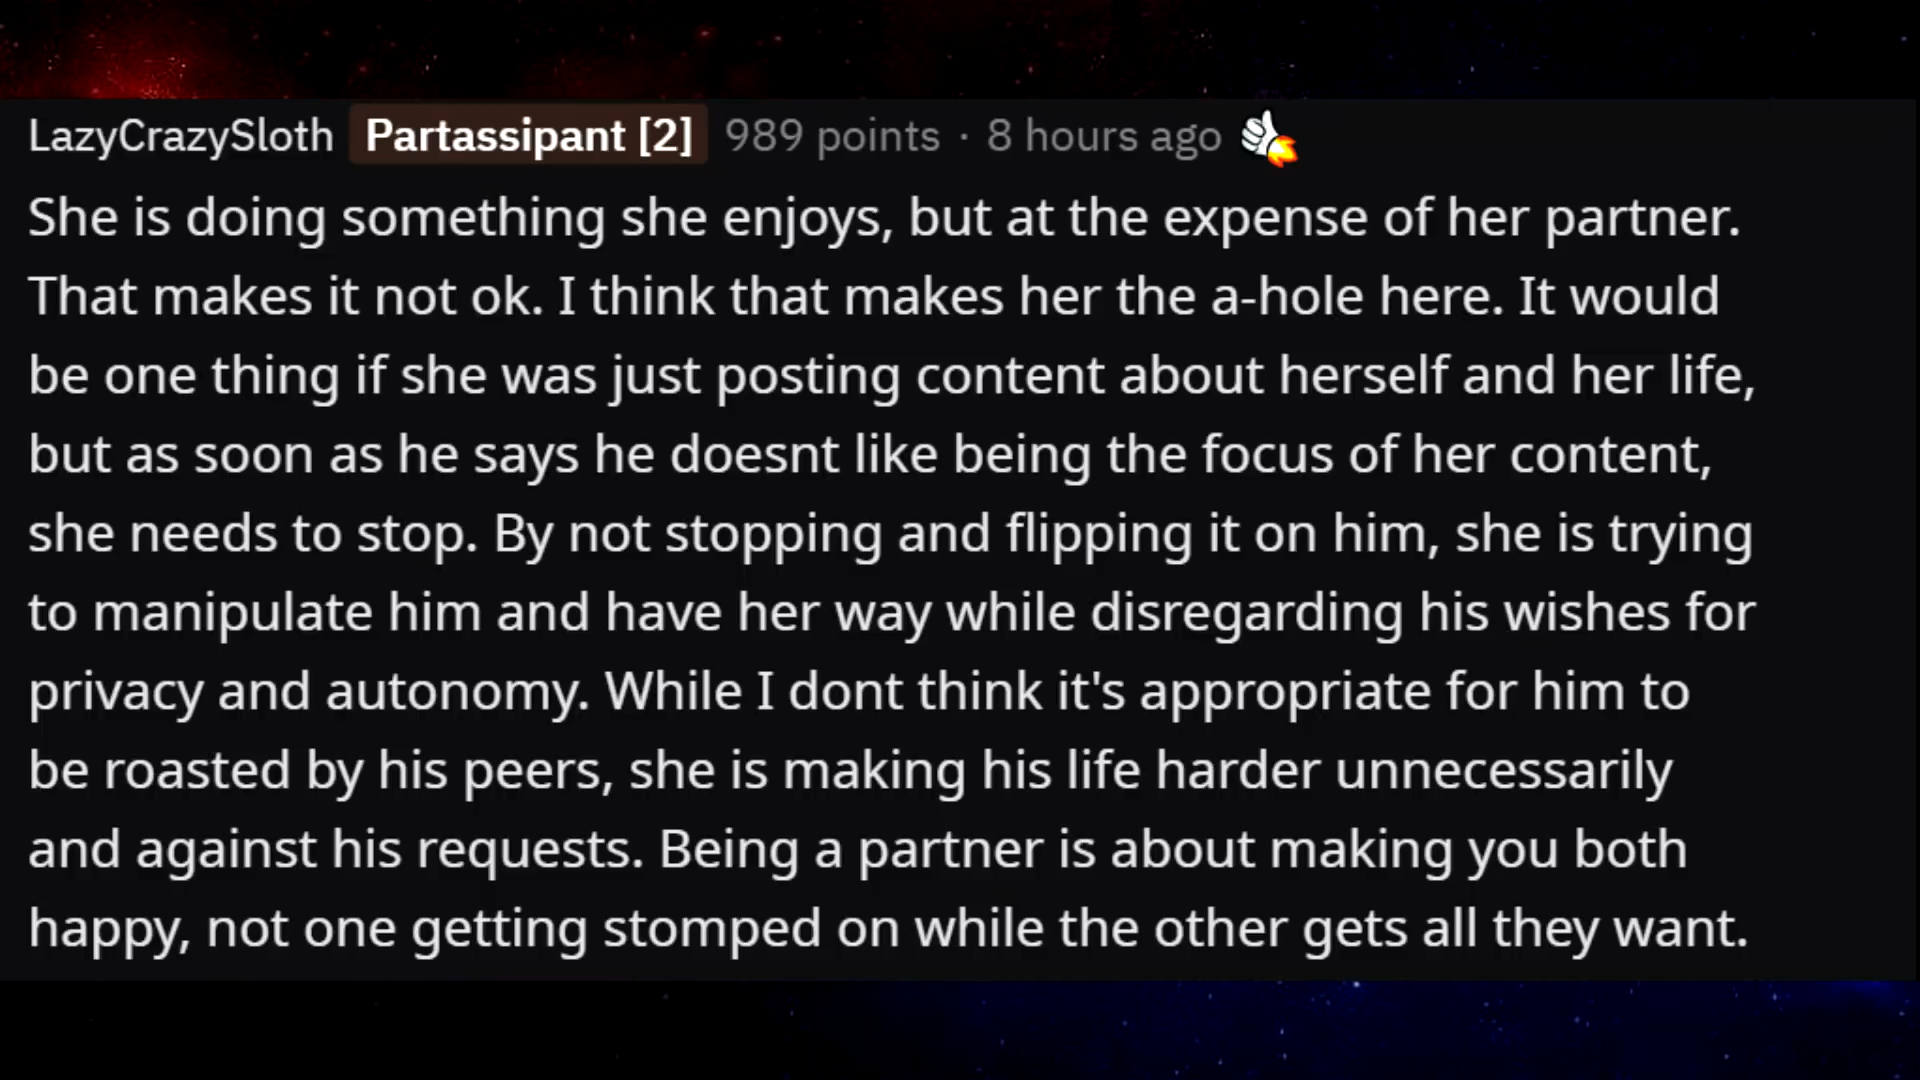 LazyCrazySloth Partassipant [2] 989 points · 8 hours ago
She is doing something she enjoys, but at the expense of her partner.
That makes it not ok. I think that makes her the a-hole here. It would
be one thing if she was just posting content about herself and her life,
but as soon as he says he doesnt like being the focus of her content,
she needs to stop. By not stopping and flipping it on him, she is trying
to manipulate him and have her way while disregarding his wishes for
privacy and autonomy. While I dont think it's appropriate for him to
be roasted by his peers, she is making his life harder unnecessarily
and against his requests. Being a partner is about making you both
happy, not one getting stomped on while the other gets all they want.